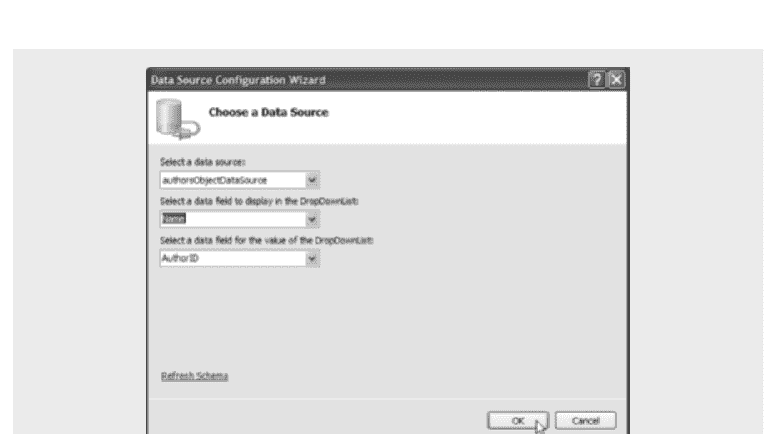 Data Source Configuration Wizard
Choose a Data Source
Select a data source:
authorsObjectDataSource
Select a data field to display in the DropDownList:
Name
Select a data field for the value of the DropDownList:
AuthorID
Refresh Schema
OK Cancel